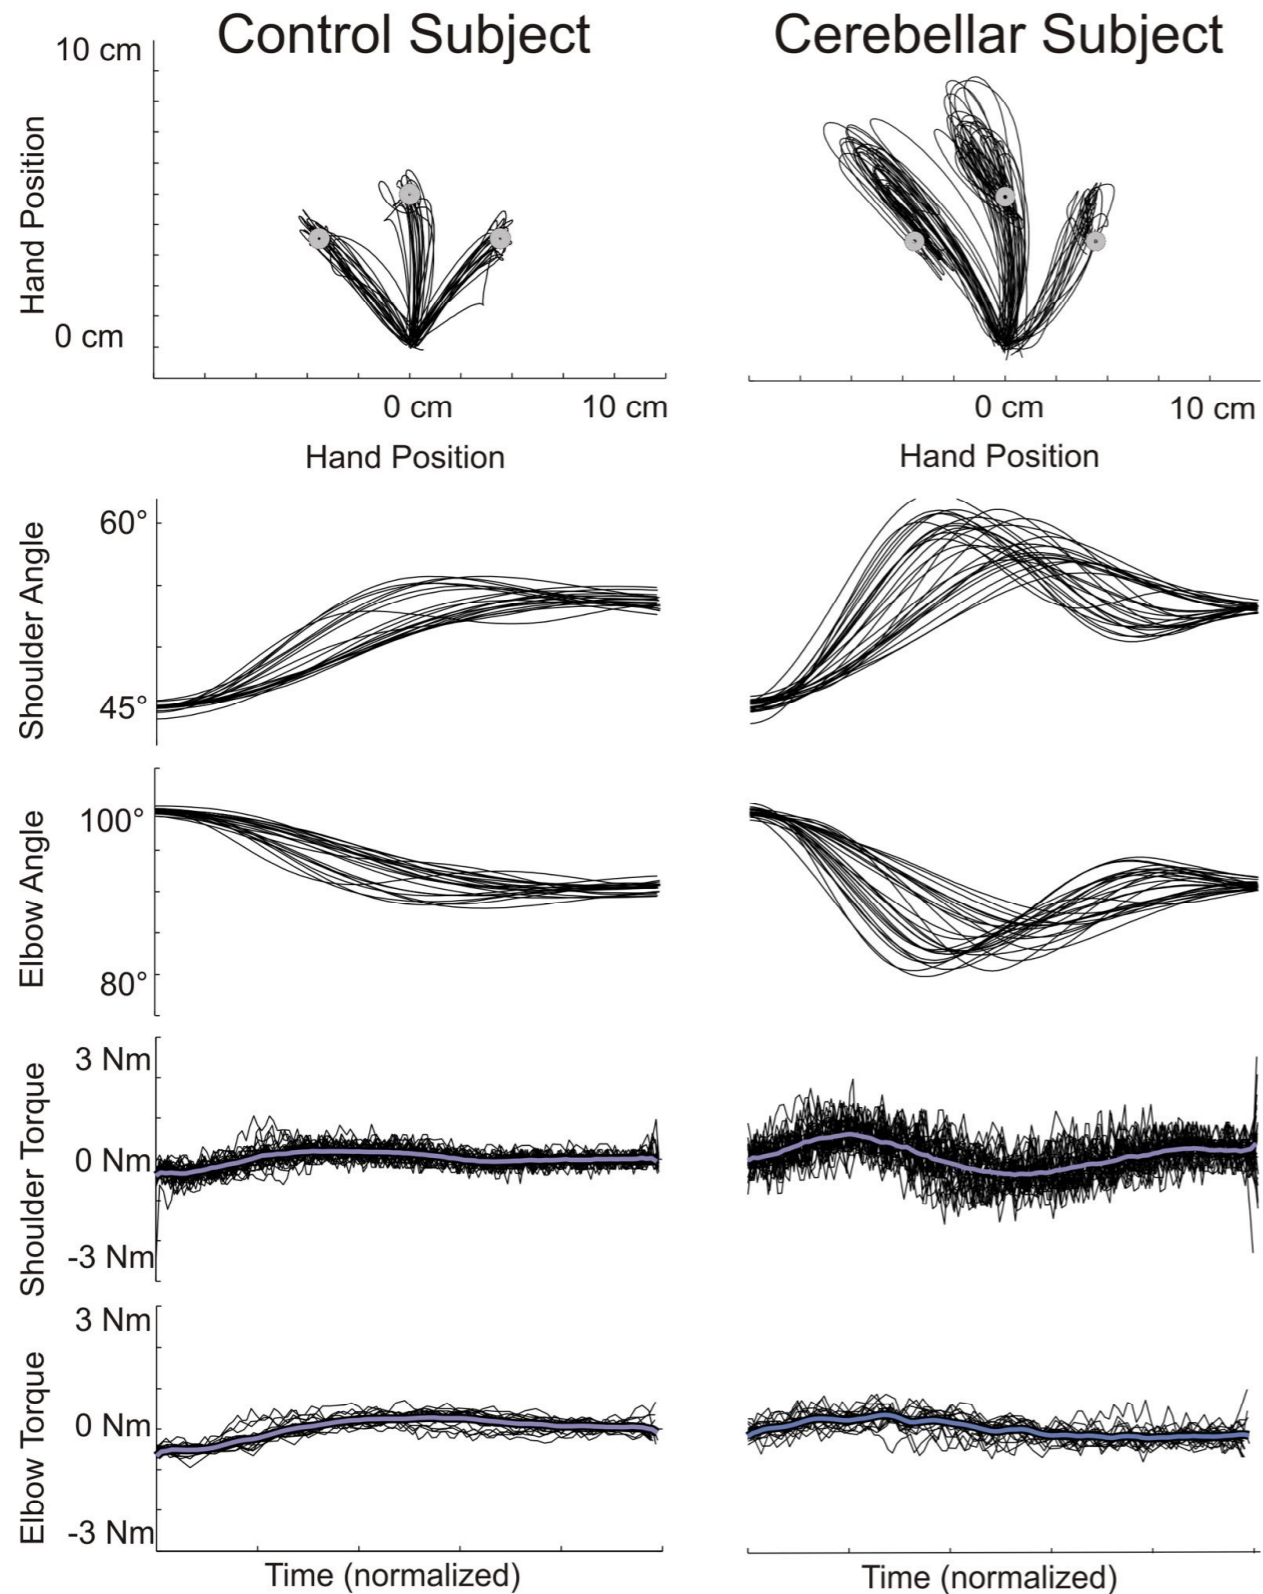 Control Subject
Cerebellar Subject
10 cm
Hand Position
0 cm
0 cm
10 cm
0 cm
10 cm
Hand Position
Hand Position
60°
Shoulder Angle
45°
100°
Elbow Angle
80°
3 Nm
Shoulder Torque
0 Nm
-3 Nm
3 Nm
Elbow Torque
0 Nm
-3 Nm
Time (normalized)
Time (normalized)